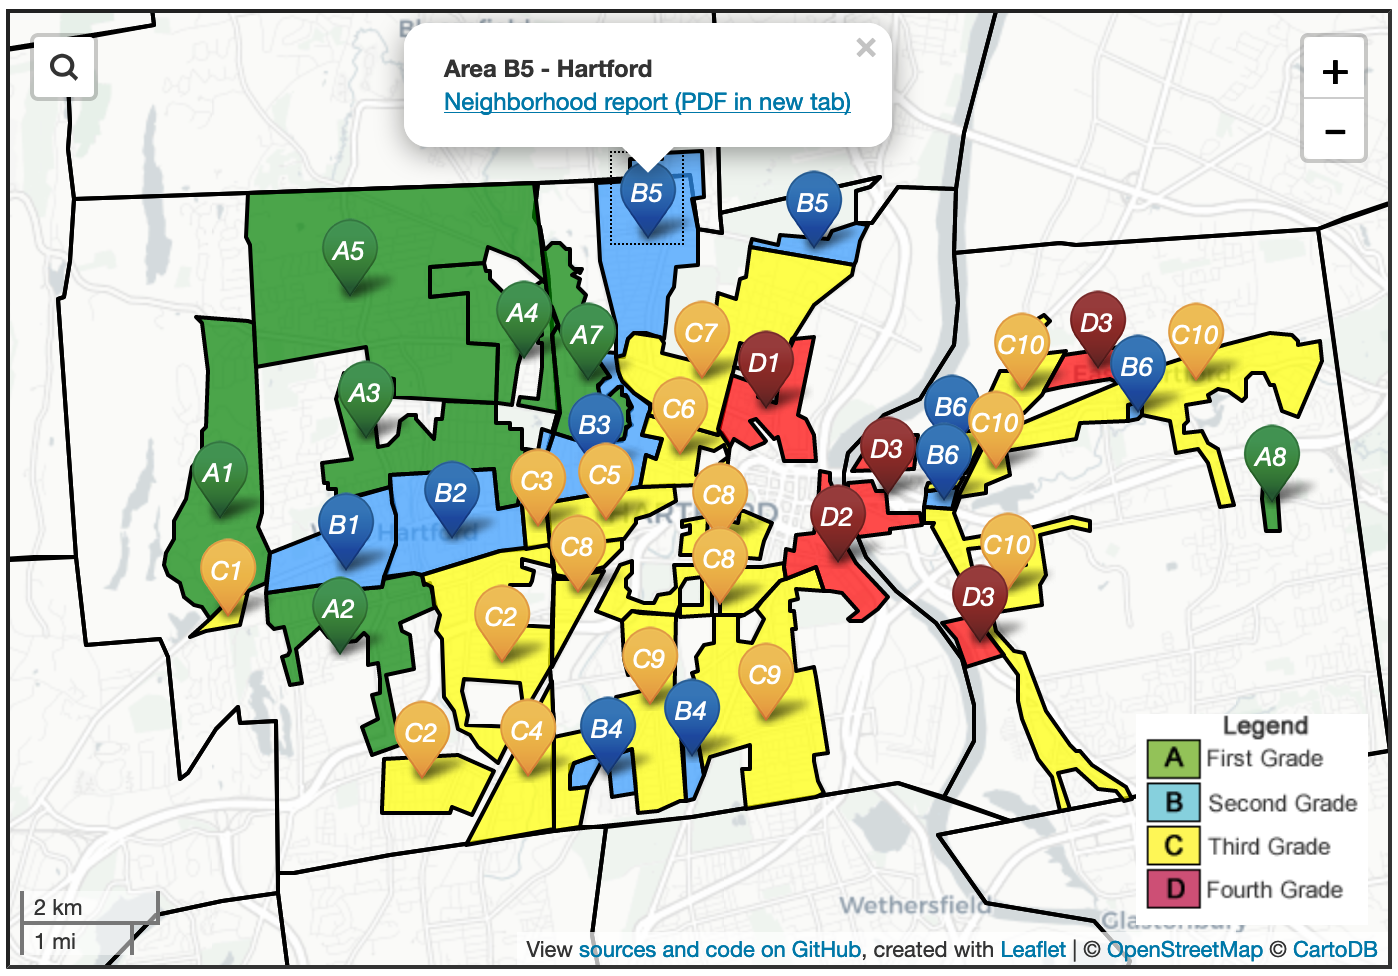 Area B5 - Hartford
×
Neighborhood report (PDF in new tab)
+
−
B5
B5
A5
A4
A7
C7
D1
C10
D3
C10
B6
A3
C6
B3
B6
C10
A1
B2
C3
C5
D3
B6
A8
B1
C8
D2
C1
C8
C8
C10
A2
C2
D3
C9
C9
C2
C4
B4
B4
Legend
A First Grade
B Second Grade
C Third Grade
D Fourth Grade
2 km
1 mi
Wethersfield
Glastonbury
View sources and code on GitHub, created with Leaflet | © OpenStreetMap © CartoDB